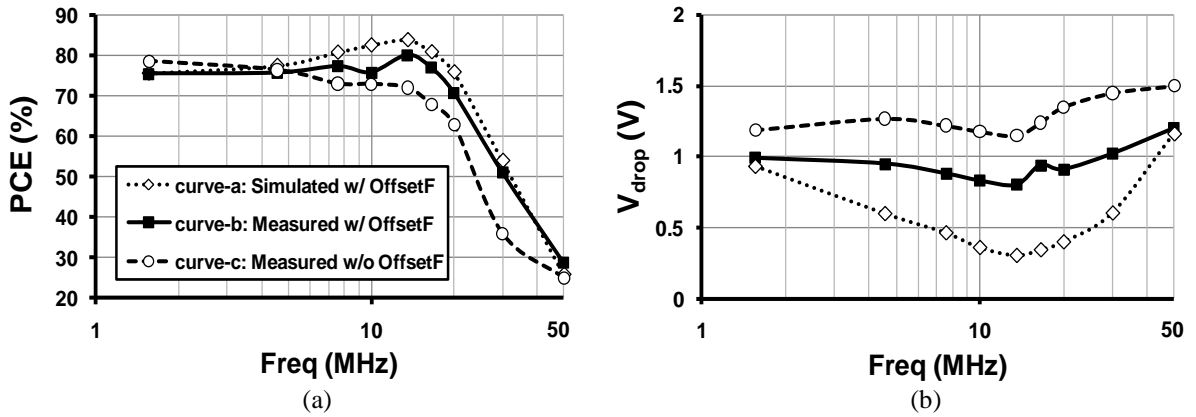 90
80
70
60
50
40
30
20
PCE (%)
curve-a: Simulated w/ OffsetF
curve-b: Measured w/ OffsetF
curve-c: Measured w/o OffsetF
1
10
50
Freq (MHz)
(a)
2
1.5
1
0.5
0
Vdrop (V)
1
10
50
Freq (MHz)
(b)